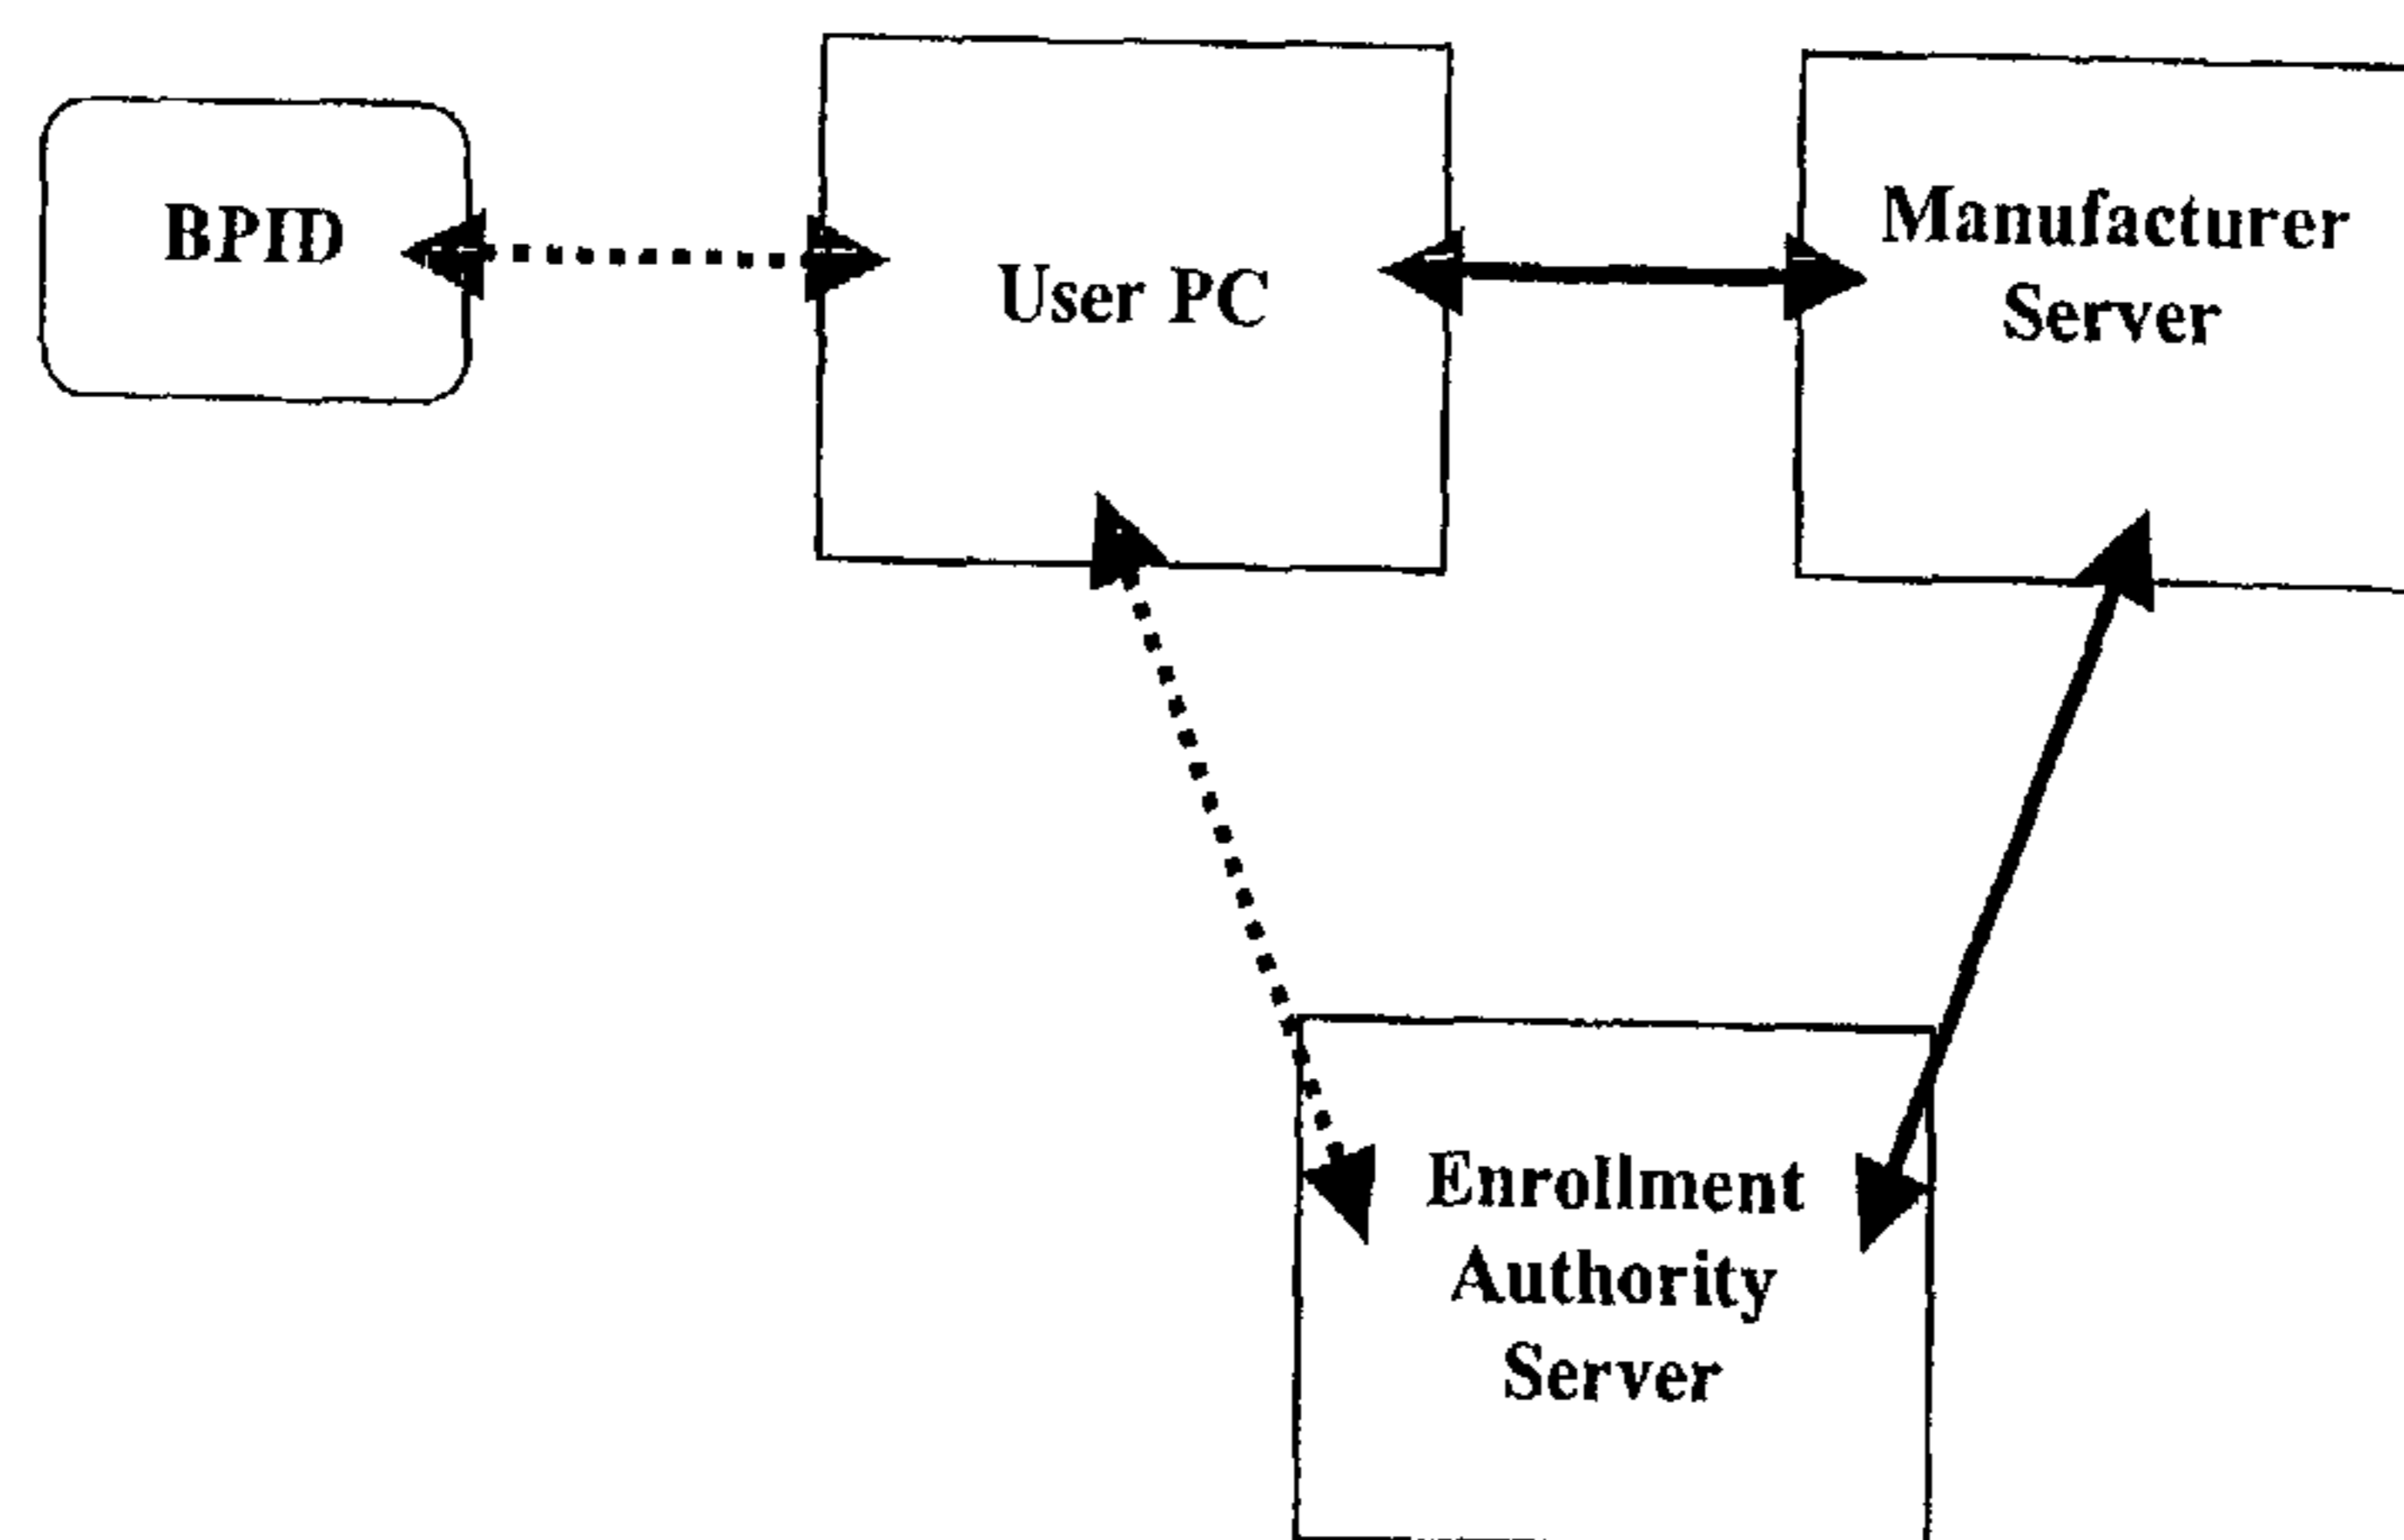 BPID
User PC
Manufacturer
Server
Enrollment
Authority
Server